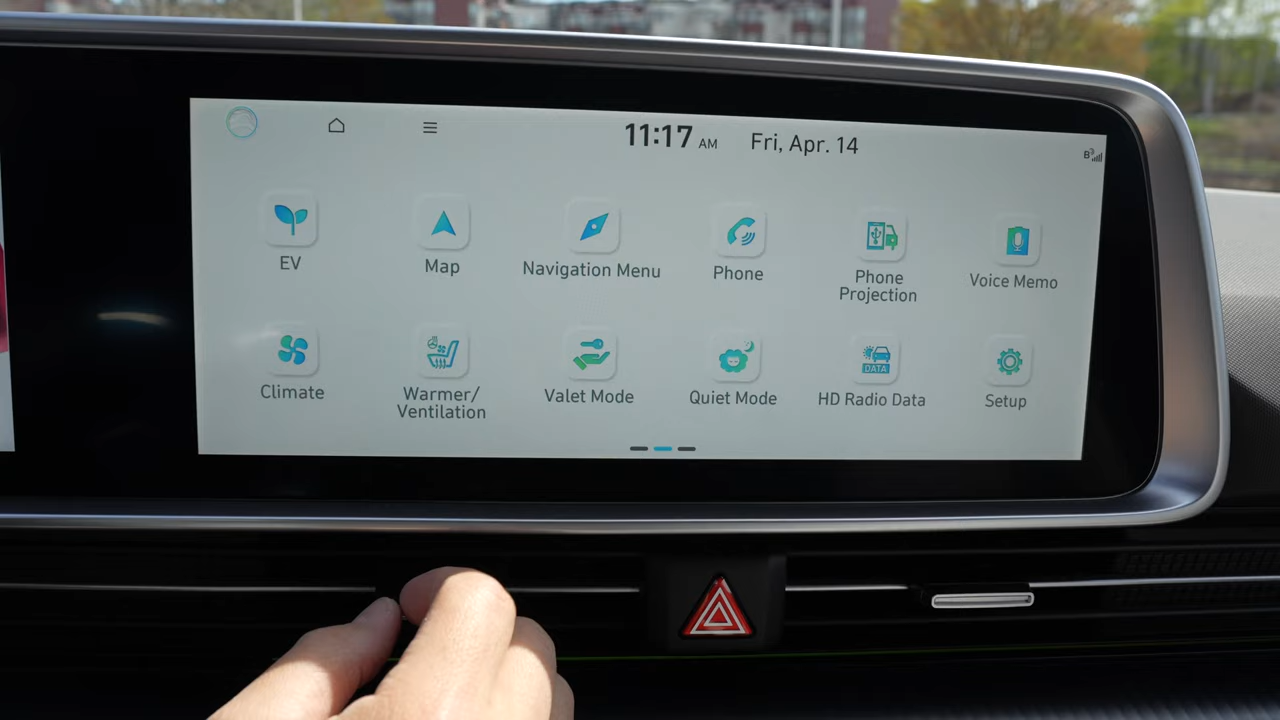 11:17 AM Fri, Apr. 14
B
EV
Map
Navigation Menu
Phone
Phone
Projection
Voice Memo
Climate
Warmer/
Ventilation
Valet Mode
Quiet Mode
DATA
HD Radio Data
Setup